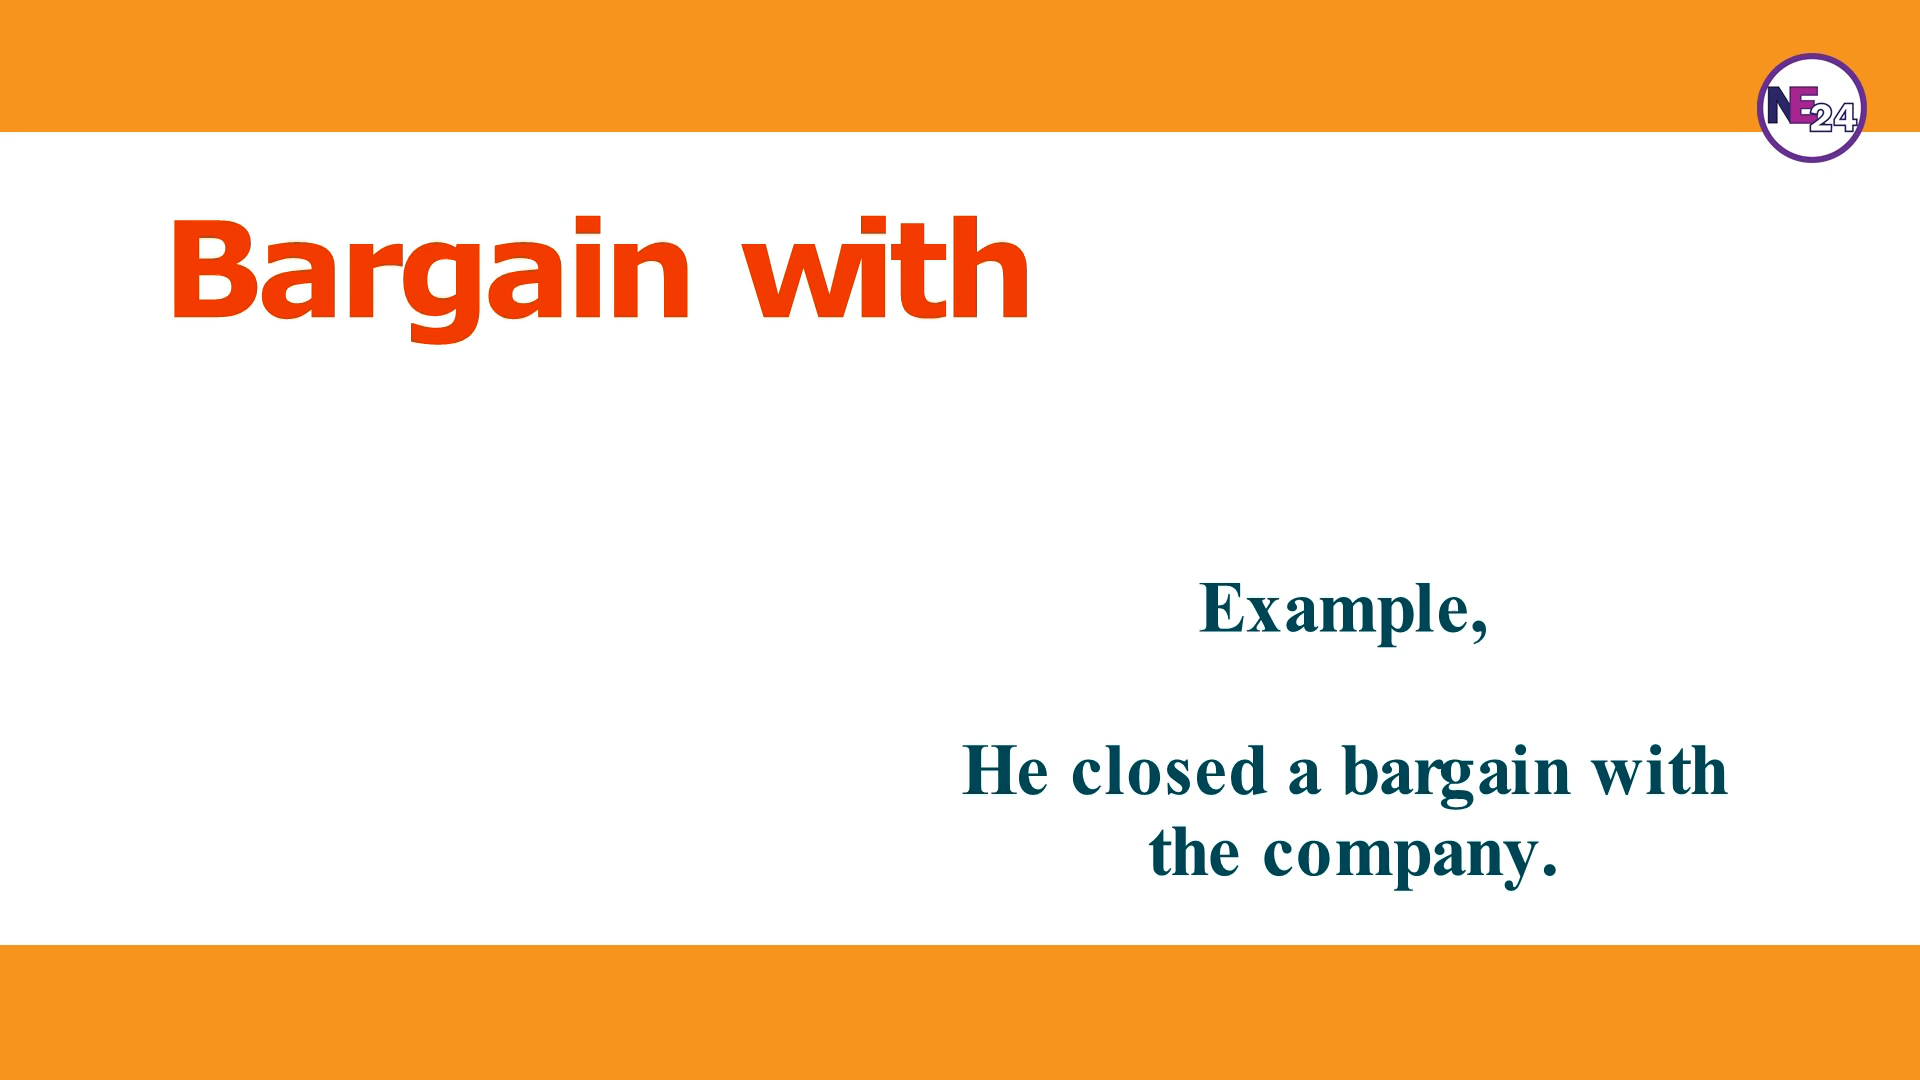 NE24
Bargain with
Example,
He closed a bargain with
the company.